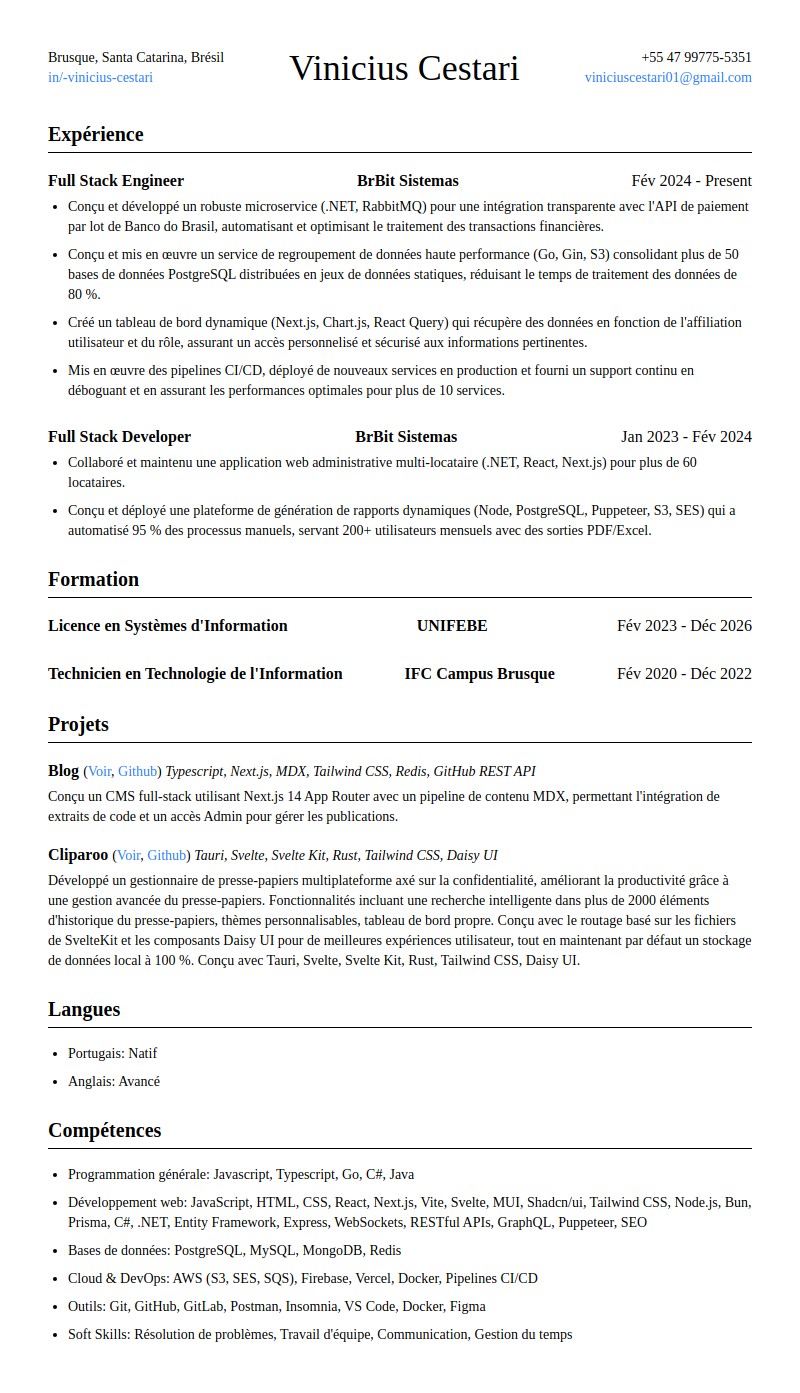 Brusque, Santa Catarina, Brésil
in/-vinicius-cestari
Vinicius Cestari
+55 47 99775-5351
viniciuscestari01@gmail.com
Expérience
Full Stack Engineer BrBit Sistemas Fév 2024 - Present
• Conçu et développé un robuste microservice (.NET, RabbitMQ) pour une intégration transparente avec l'API de paiement
par lot de Banco do Brasil, automatisant et optimisant le traitement des transactions financières.
• Conçu et mis en œuvre un service de regroupement de données haute performance (Go, Gin, S3) consolidant plus de 50
bases de données PostgreSQL distribuées en jeux de données statiques, réduisant le temps de traitement des données de
80 %.
• Créé un tableau de bord dynamique (Next.js, Chart.js, React Query) qui récupère des données en fonction de l'affiliation
utilisateur et du rôle, assurant un accès personnelisé et sécurisé aux informations pertinentes.
• Mis en œuvre des pipelines CI/CD, déployé de nouveaux services en production et fourni un support continu en
déboguant et en assurant les performances optimales pour plus de 10 services.
Full Stack Developer BrBit Sistemas Jan 2023 - Fév 2024
• Collaboré et maintenu une application web administrative multi-locataire (.NET, React, Next.js) pour plus de 60
locataires.
• Conçu et déployé une plateforme de génération de rapports dynamiques (Node, PostgreSQL, Puppeteer, S3, SES) qui a
automatisé 95 % des processus manuels, servant 200+ utilisateurs mensuels avec des sorties PDF/Excel.
Formation
Licence en Systèmes d'Information UNIFEBE Fév 2023 - Déc 2026
Technicien en Technologie de l'Information IFC Campus Brusque Fév 2020 - Déc 2022
Projets
Blog (Voir, Github) Typescript, Next.js, MDX, Tailwind CSS, Redis, GitHub REST API
Conçu un CMS full-stack utilisant Next.js 14 App Router avec un pipeline de contenu MDX, permettant l'intégration de
extraits de code et un accès Admin pour gérer les publications.
Cliparoo (Voir, Github) Tauri, Svelte, Svelte Kit, Rust, Tailwind CSS, Daisy UI
Développé un gestionnaire de presse-papiers multiplateforme axé sur la confidentialité, améliorant la productivité grâce à
une gestion avancée du presse-papiers. Fonctionnalités incluant une recherche intelligente dans plus de 2000 éléments
d'historique du presse-papiers, thèmes personnalisables, tableau de bord propre. Conçu avec le routage basé sur les fichiers
de SvelteKit et les composants Daisy UI pour de meilleures expériences utilisateur, tout en maintenant par défaut un stockage
de données local à 100 %. Conçu avec Tauri, Svelte, Svelte Kit, Rust, Tailwind CSS, Daisy UI.
Langues
• Portugais: Natif
• Anglais: Avancé
Compétences
• Programmation générale: Javascript, Typescript, Go, C#, Java
• Développement web: JavaScript, HTML, CSS, React, Next.js, Vite, Svelte, MUI, Shadcn/ui, Tailwind CSS, Node.js, Bun,
Prisma, C#, .NET, Entity Framework, Express, WebSockets, RESTful APIs, GraphQL, Puppeteer, SEO
• Bases de données: PostgreSQL, MySQL, MongoDB, Redis
• Cloud & DevOps: AWS (S3, SES, SQS), Firebase, Vercel, Docker, Pipelines CI/CD
• Outils: Git, GitHub, GitLab, Postman, Insomnia, VS Code, Docker, Figma
• Soft Skills: Résolution de problèmes, Travail d'équipe, Communication, Gestion du temps